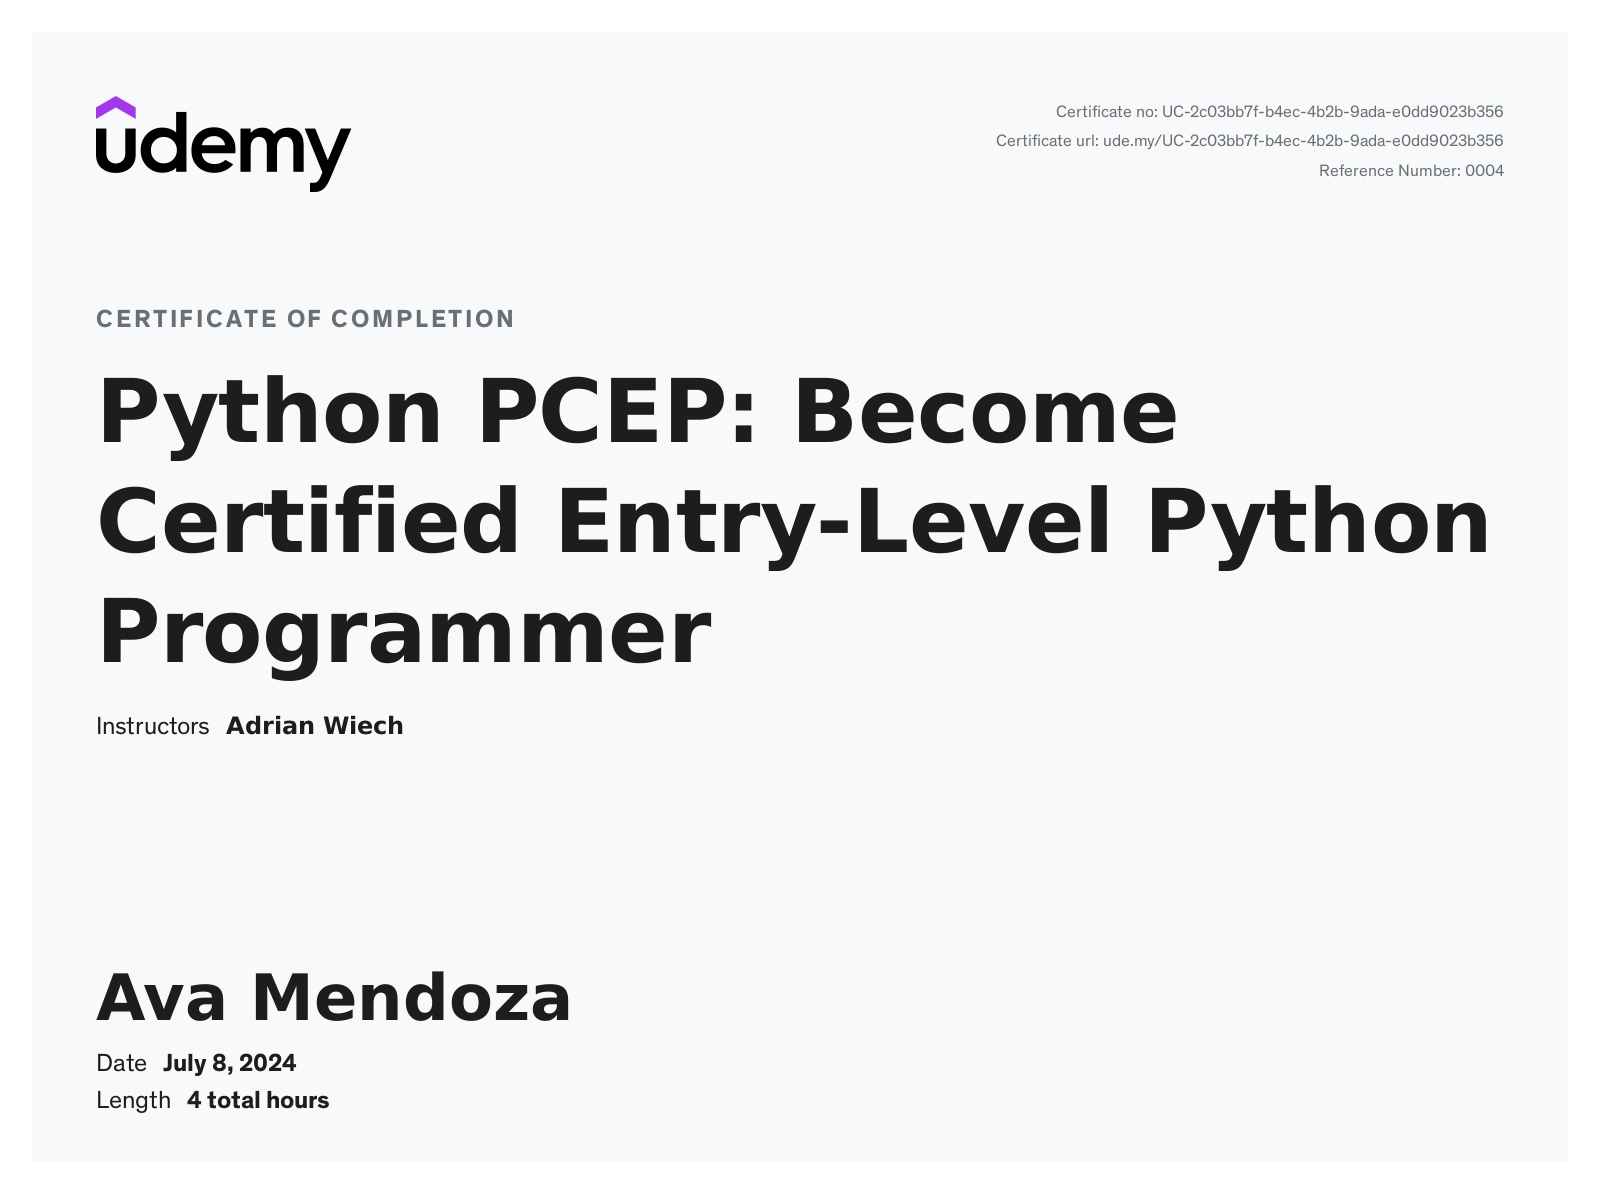 udemy
Certificate no: UC-2c03bb7f-b4ec-4b2b-9ada-e0dd9023b356
Certificate url: ude.my/UC-2c03bb7f-b4ec-4b2b-9ada-e0dd9023b356
Reference Number: 0004
CERTIFICATE OF COMPLETION
Python PCEP: Become
Certified Entry-Level Python
Programmer
Instructors Adrian Wiech
Ava Mendoza
Date July 8, 2024
Length 4 total hours